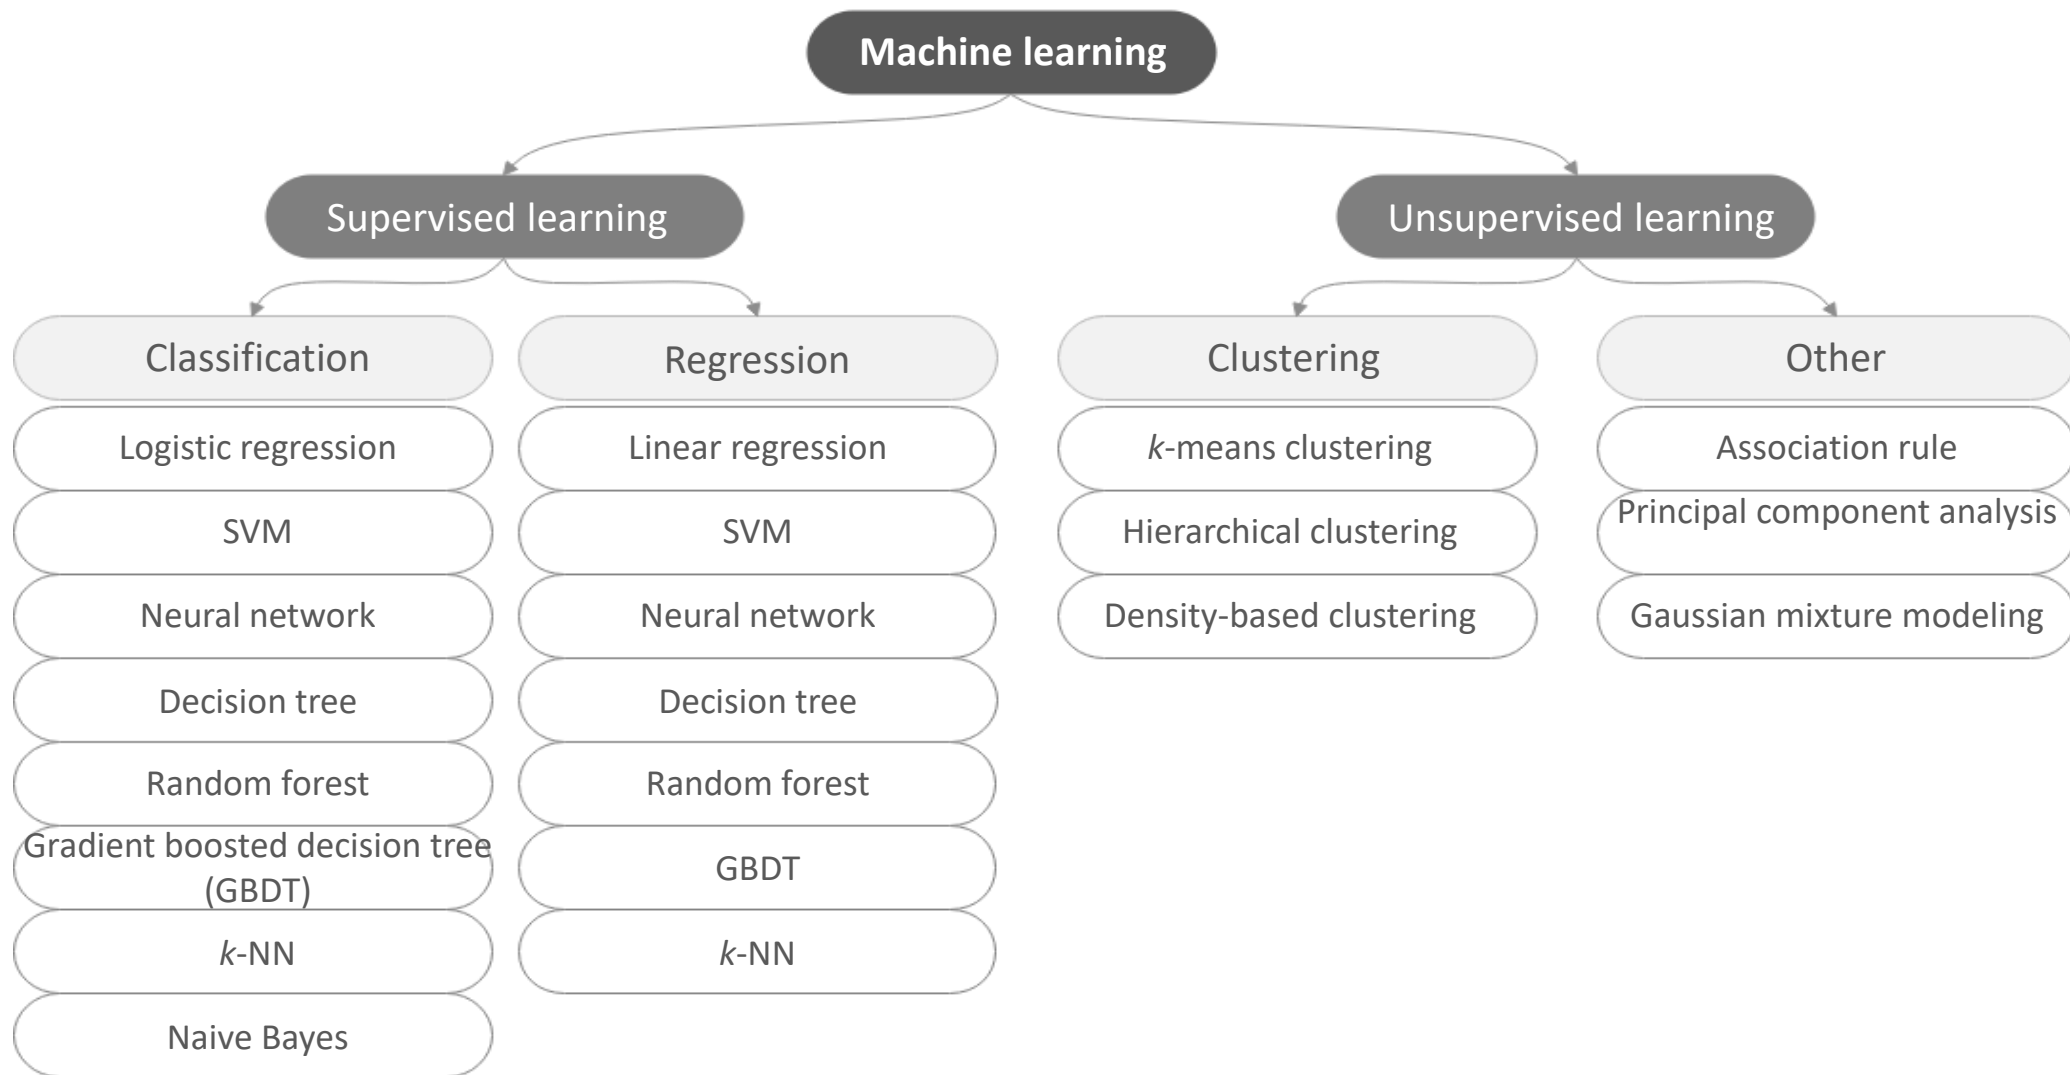 Machine learning
Supervised learning
Unsupervised learning
Classification
Regression
Clustering
Other
Logistic regression
SVM
Neural network
Decision tree
Random forest
Gradient boosted decision tree
(GBDT)
k-NN
Naive Bayes
Linear regression
SVM
Neural network
Decision tree
Random forest
GBDT
k-NN
k-means clustering
Hierarchical clustering
Density-based clustering
Association rule
Principal component analysis
Gaussian mixture modeling